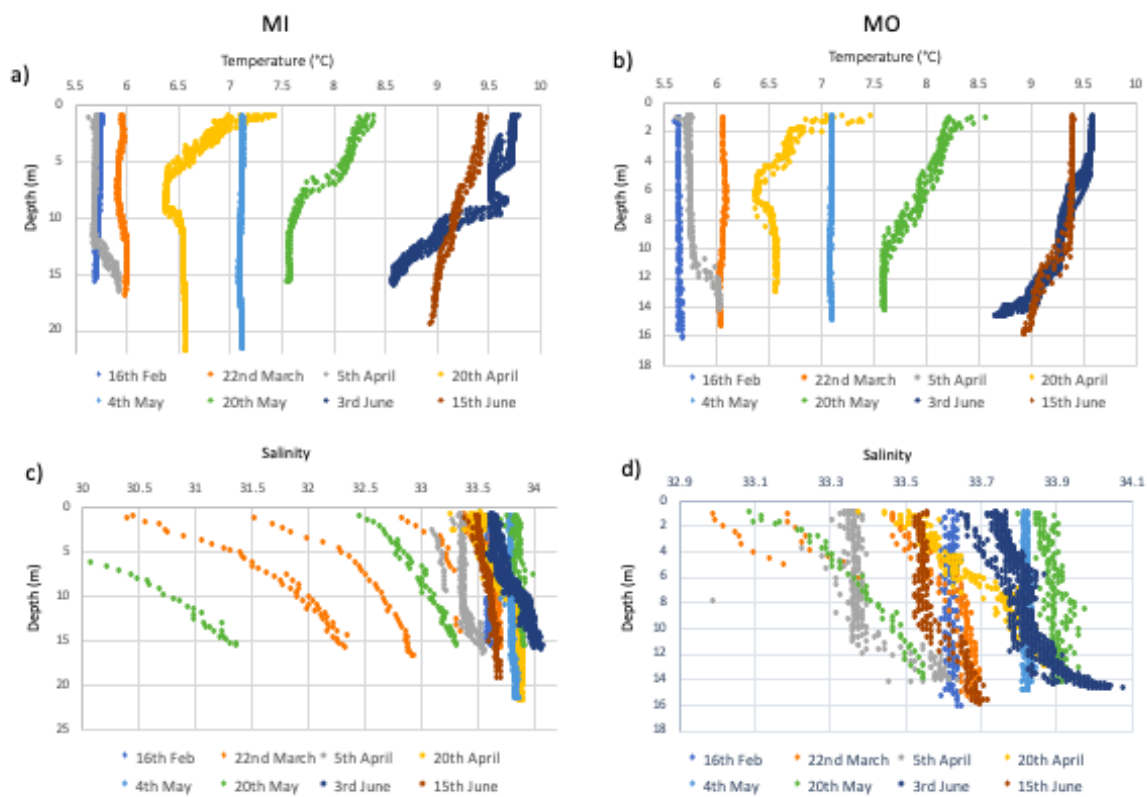 MI
MO
a)
Temperature (°C)
5.5 6 6.5 7 7.5 8 8.5 9 9.5 10
0
5
10
15
20
Depth (m)
16th Feb 22nd March 5th April 20th April
4th May 20th May 3rd June 15th June
b)
Temperature (°C)
5.5 6 6.5 7 7.5 8 8.5 9 9.5 10
0
2
4
6
8
10
12
14
16
18
Depth (m)
16th Feb 22nd March 5th April 20th April
4th May 20th May 3rd June 15th June
c)
Salinity
30 30.5 31 31.5 32 32.5 33 33.5 34
0
5
10
15
20
25
Depth (m)
16th Feb 22nd March 5th April 20th April
4th May 20th May 3rd June 15th June
d)
Salinity
32.9 33.1 33.3 33.5 33.7 33.9 34.1
0
2
4
6
8
10
12
14
16
18
Depth (m)
16th Feb 22nd March 5th April 20th April
4th May 20th May 3rd June 15th June